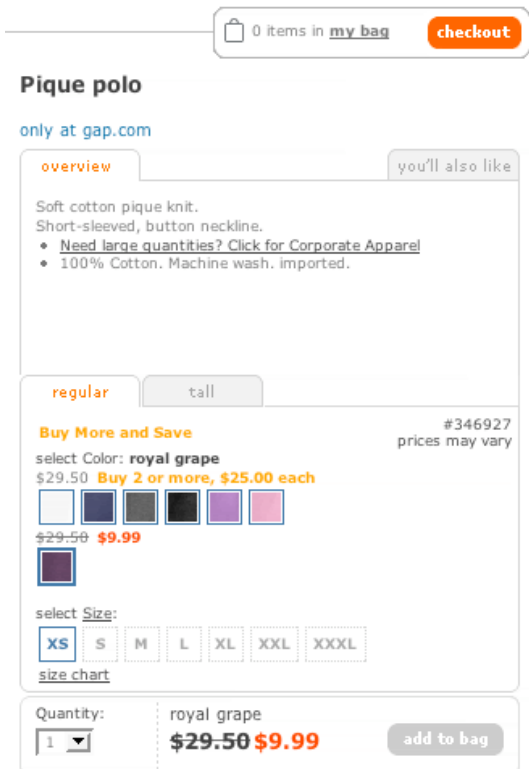 0 items in my bag
checkout
Pique polo
only at gap.com
overview
you'll also like
Soft cotton pique knit.
Short-sleeved, button neckline.
• Need large quantities? Click for Corporate Apparel
• 100% Cotton. Machine wash. imported.
regular
tall
#346927
Buy More and Save
prices may vary
select Color: royal grape
$29.50 Buy 2 or more, $25.00 each
$29.50 $9.99
select Size:
XS S M L XL XXL XXXL
size chart
Quantity:
royal grape
1
$29.50 $9.99
add to bag